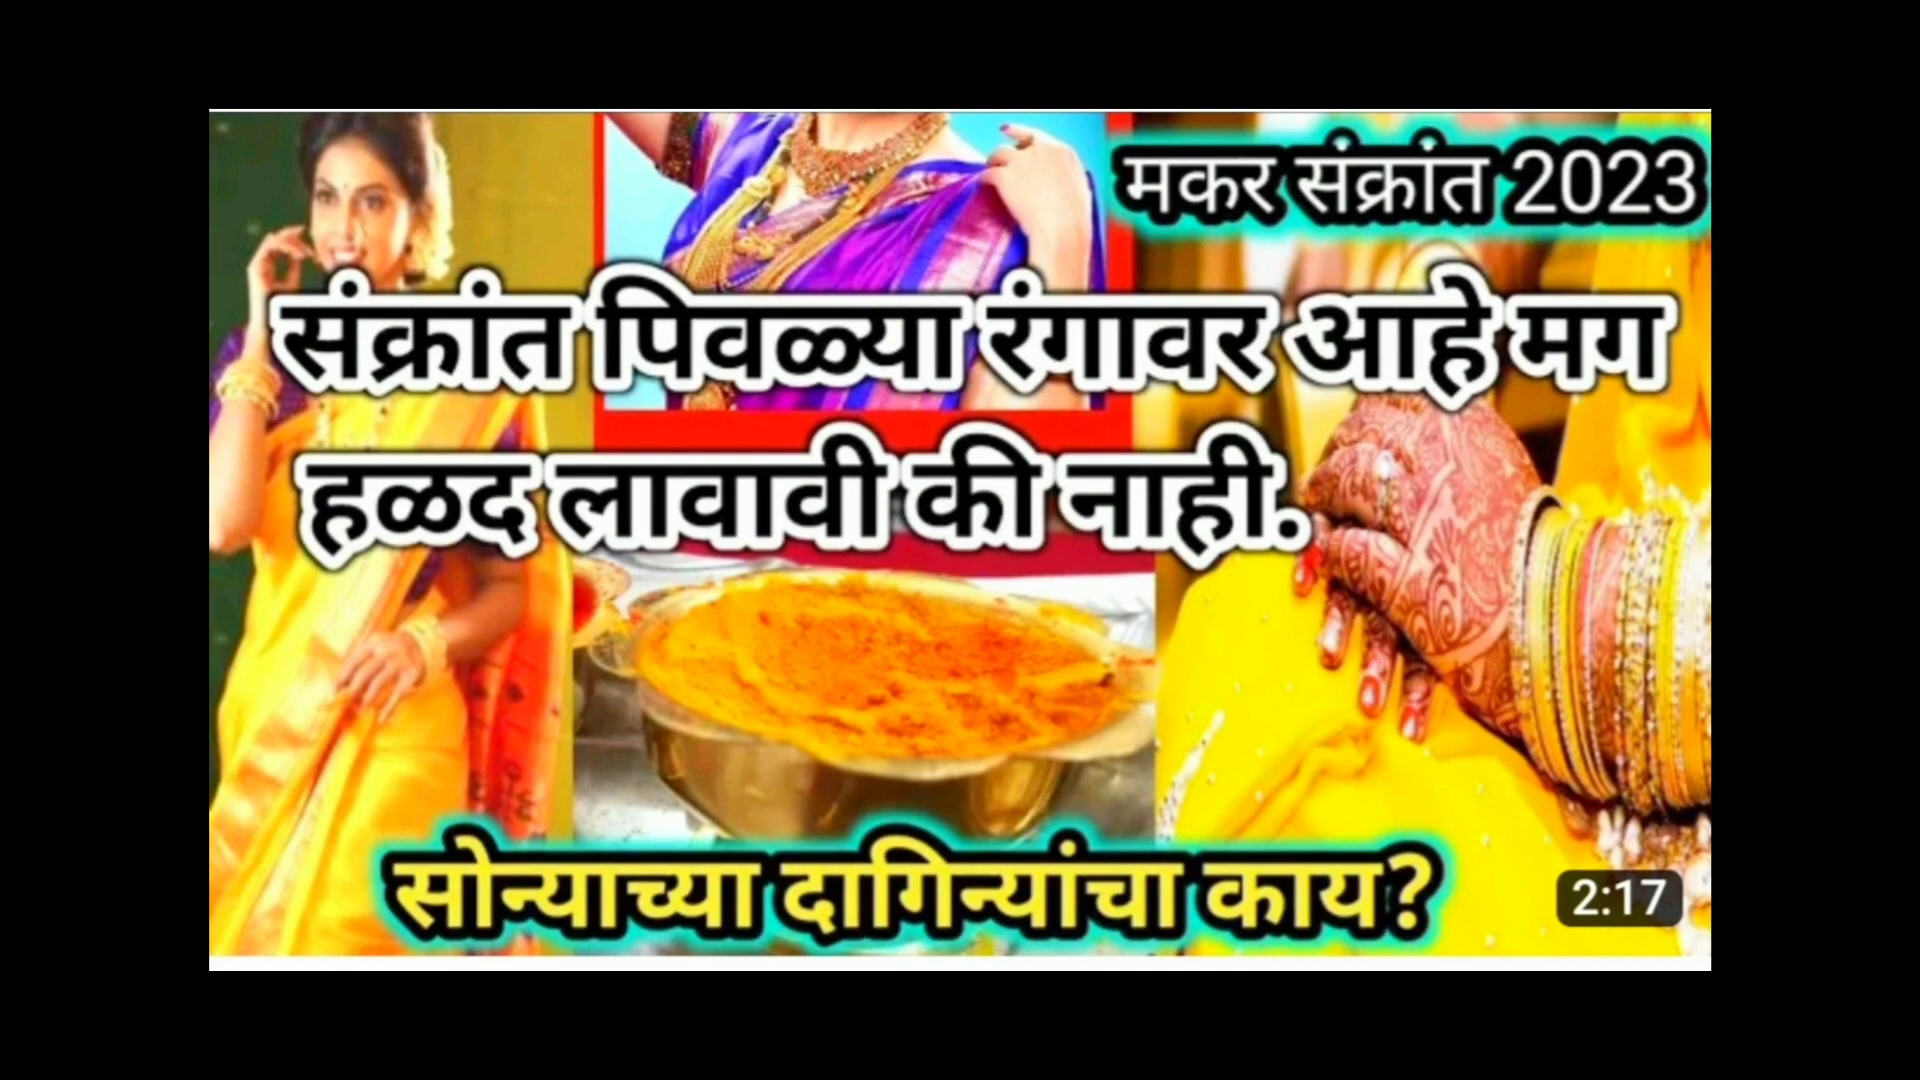 मकर संक्रांत 2023
संक्रांत पिवळ्या रंगावर आहे मग
हळद लावावी की नाही.
सोन्याच्या दागिन्यांचा काय?
2:17